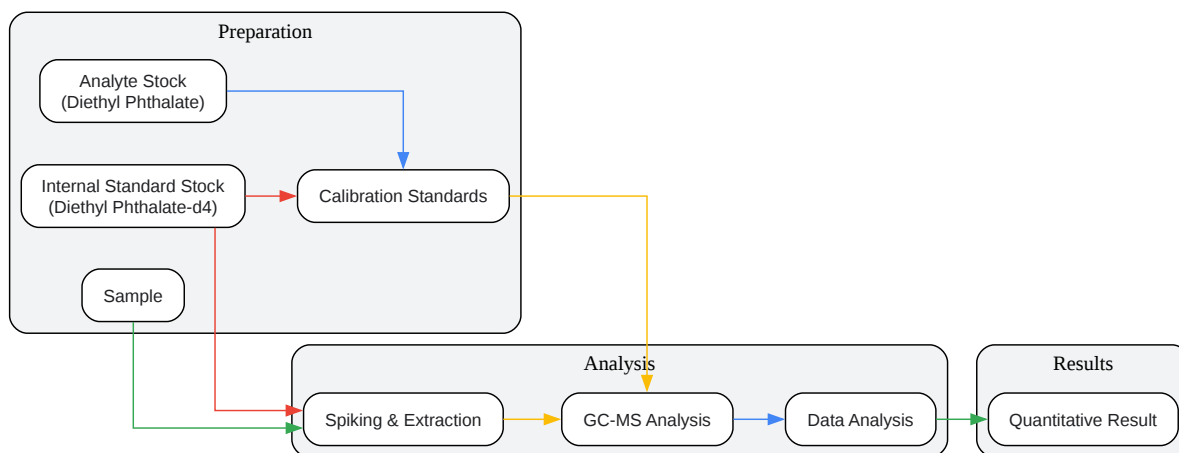 Preparation
Analyte Stock
(Diethyl Phthalate)
Internal Standard Stock
(Diethyl Phthalate-d4)
Calibration Standards
Sample
Analysis
Spiking & Extraction
GC-MS Analysis
Data Analysis
Results
Quantitative Result